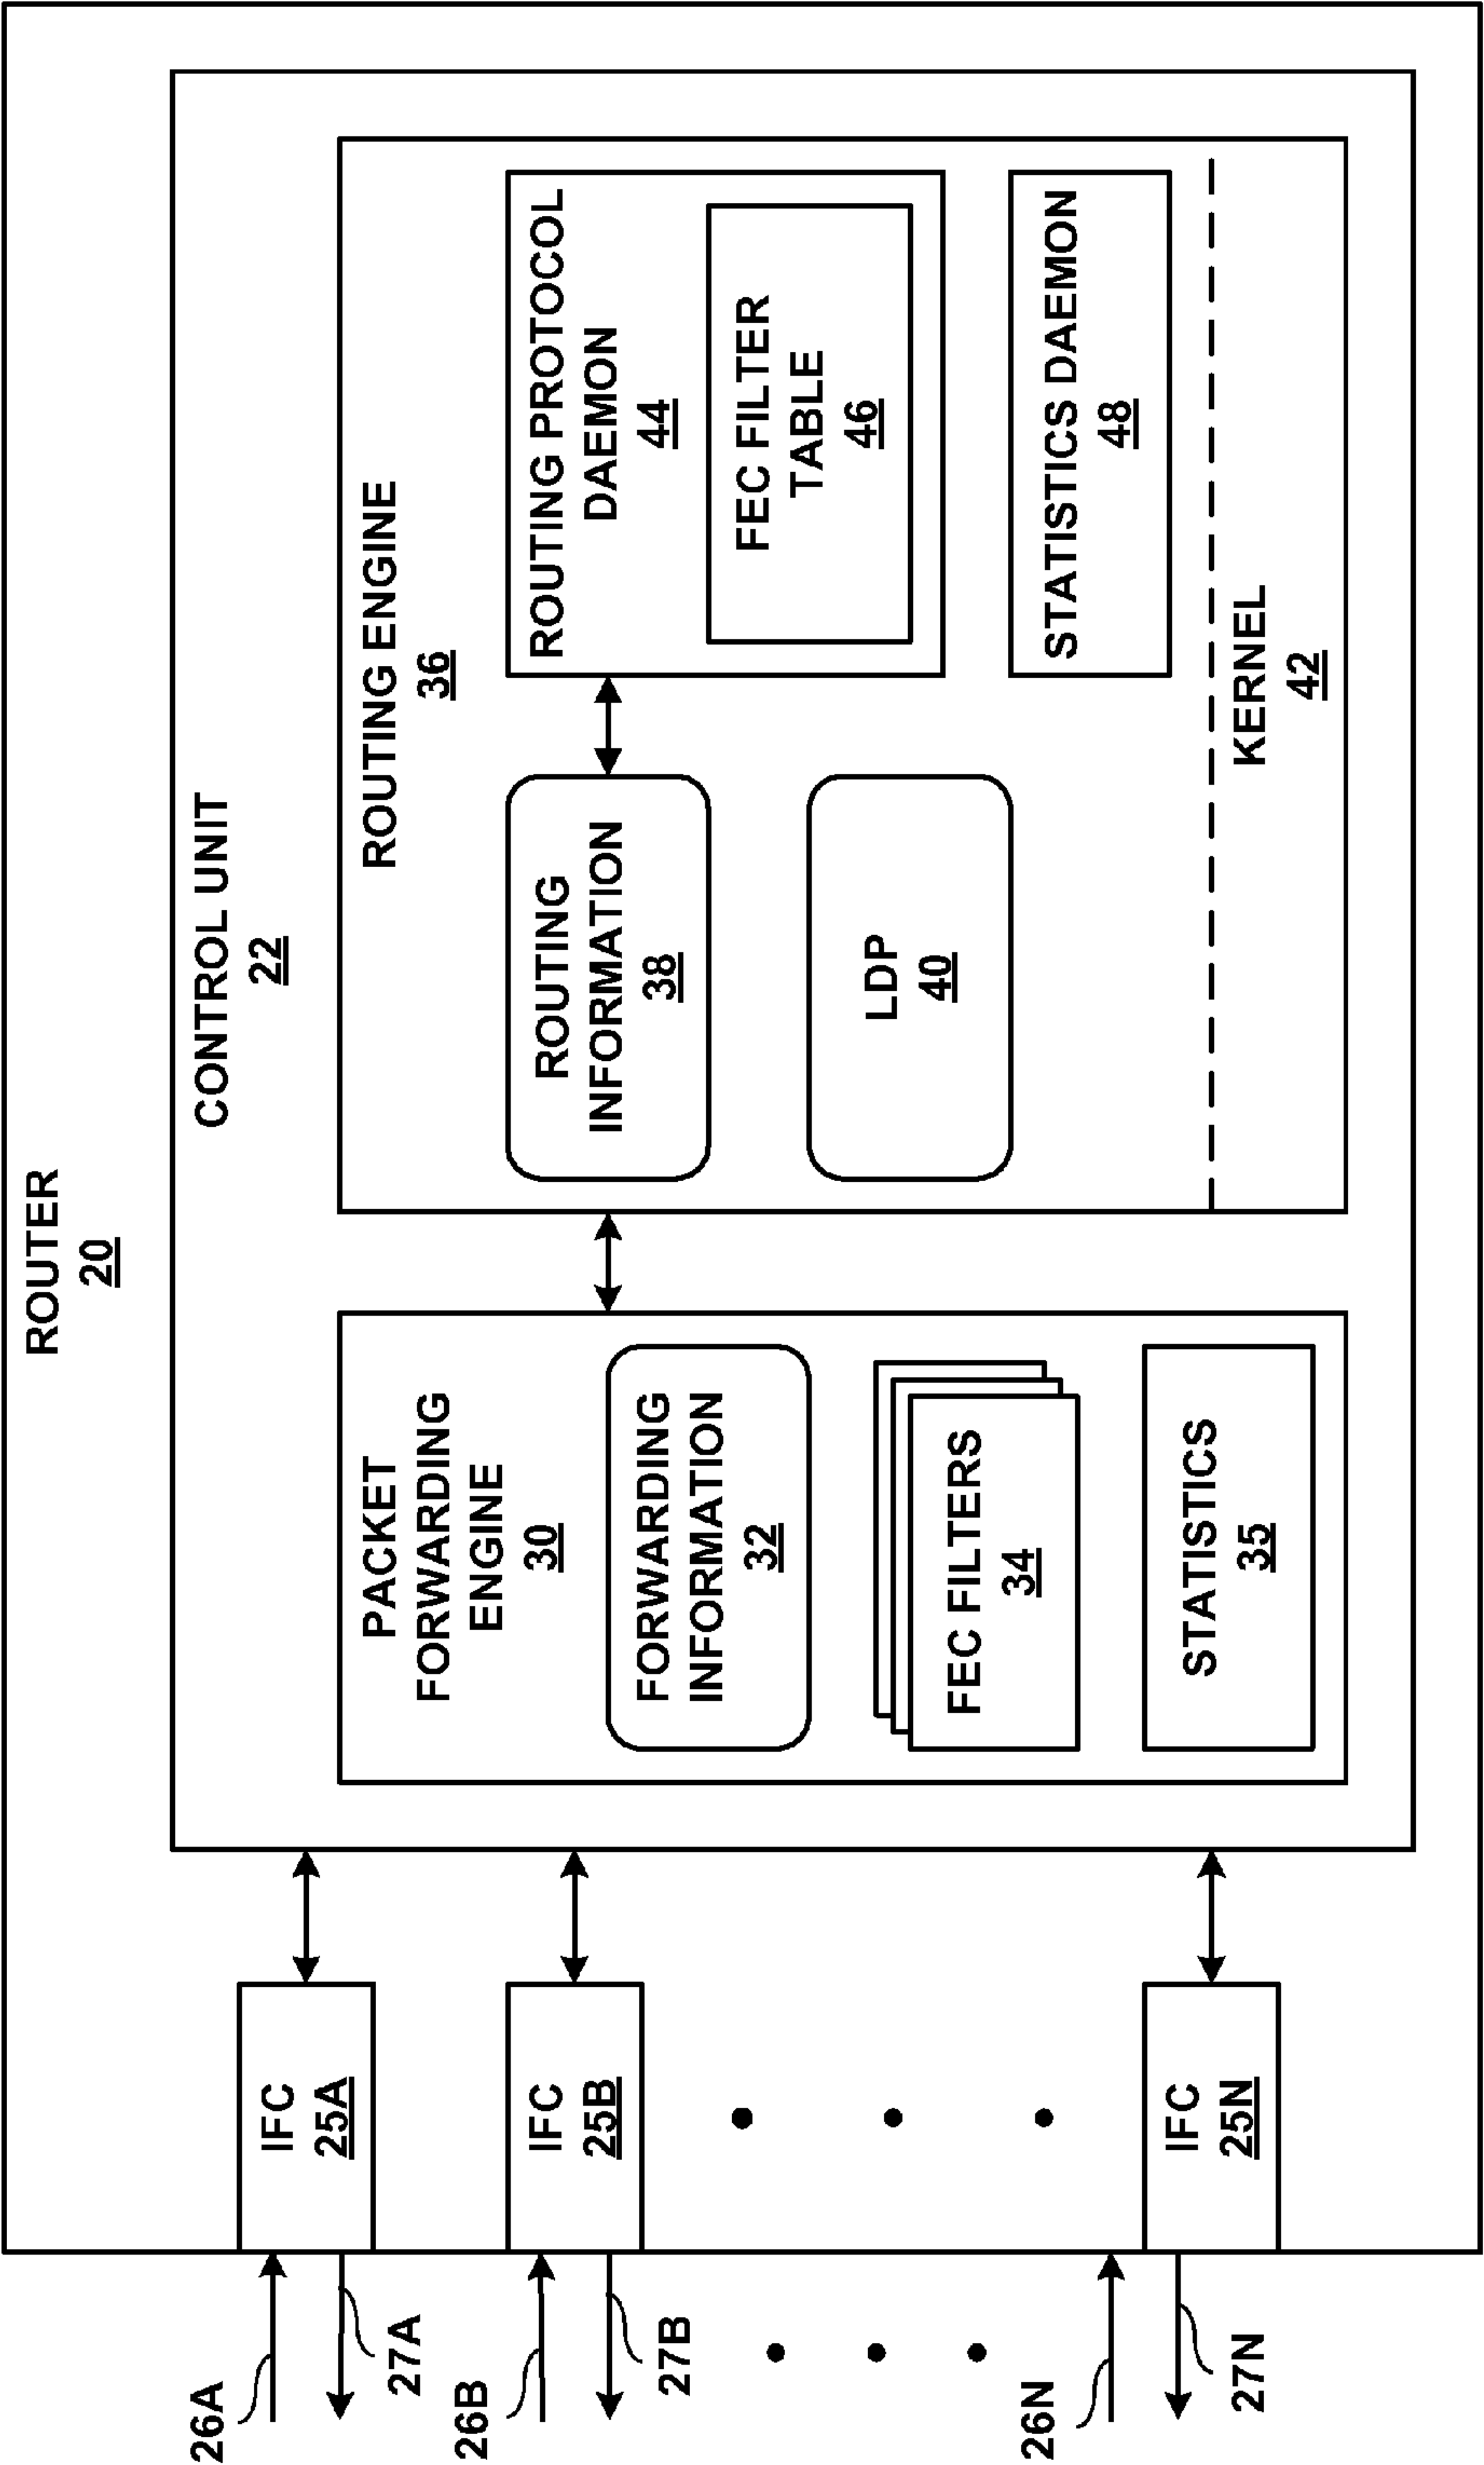 ROUTER
20
CONTROL UNIT
22
PACKET
FORWARDING
ENGINE
30
FORWARDING
INFORMATION
32
FEC FILTERS
34
STATISTICS
35
ROUTING ENGINE
36
ROUTING
INFORMATION
38
LDP
40
ROUTING PROTOCOL
DAEMON
44
FEC FILTER
TABLE
46
STATISTICS DAEMON
48
KERNEL
42
IFC
25A
IFC
25B
IFC
25N
26A
27A
26B
27B
26N
27N